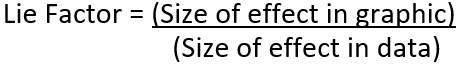 Lie Factor = (Size of effect in graphic)
(Size of effect in data)